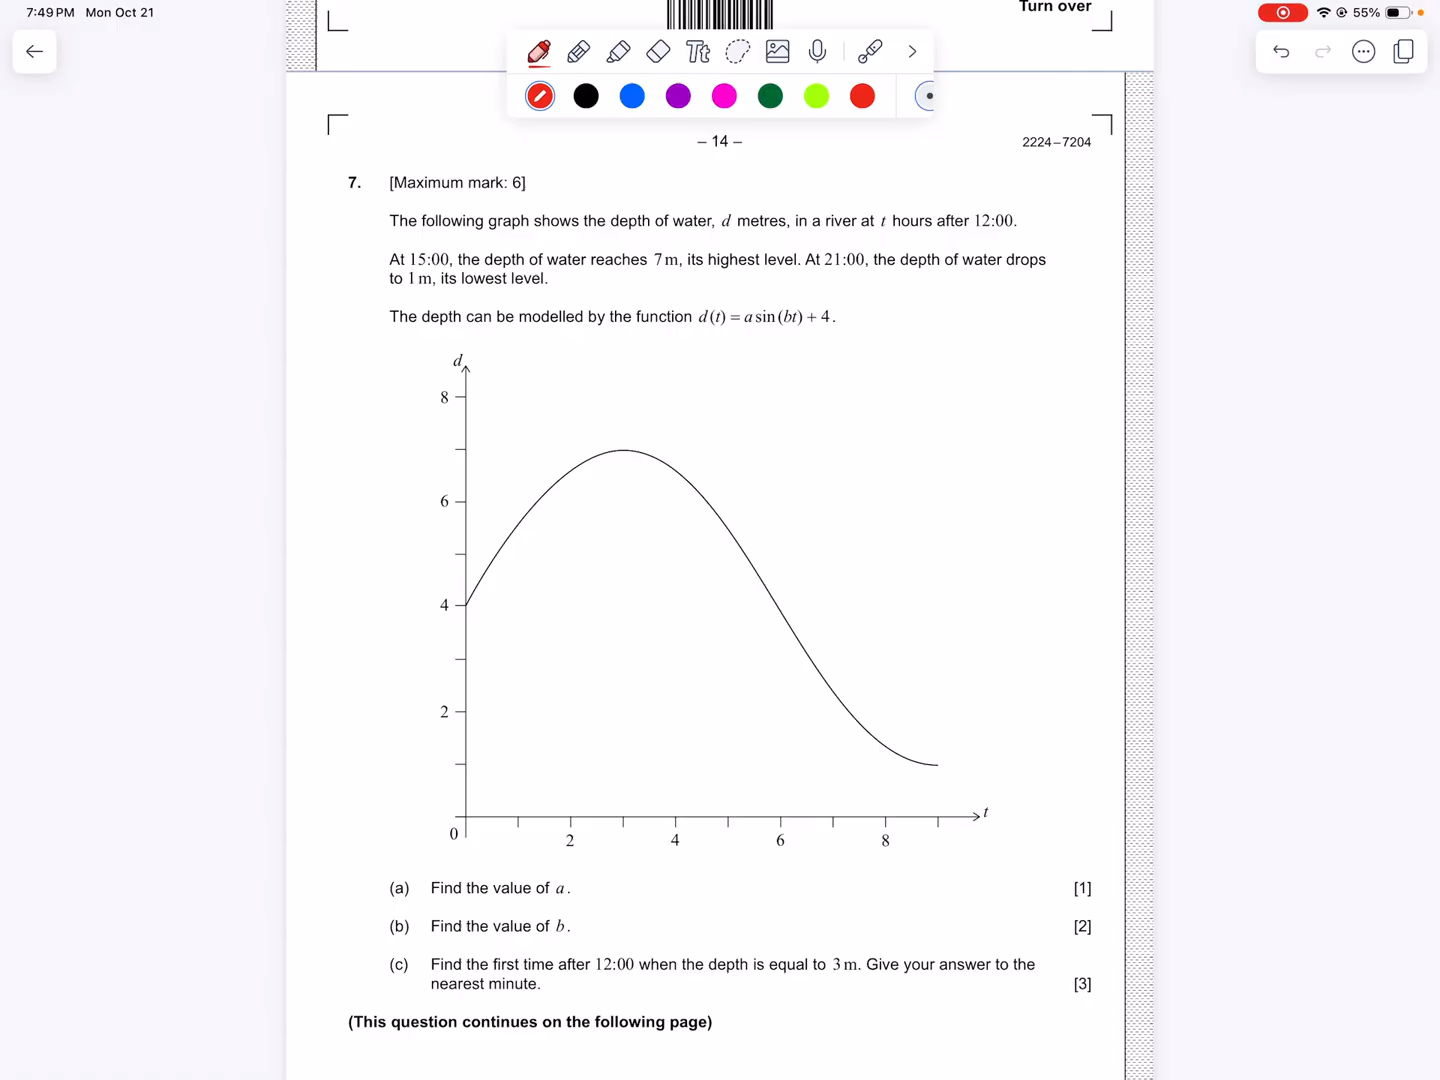 7:49 PM Mon Oct 21
55%
Turn over
Tt
– 14 –
2224–7204
7. [Maximum mark: 6]
The following graph shows the depth of water, d metres, in a river at t hours after 12:00.
At 15:00, the depth of water reaches 7 m, its highest level. At 21:00, the depth of water drops
to 1 m, its lowest level.
The depth can be modelled by the function d(t) = a sin(bt) + 4.
d
8
6
4
2
0
2 4 6 8
t
(a) Find the value of a. [1]
(b) Find the value of b. [2]
(c) Find the first time after 12:00 when the depth is equal to 3 m. Give your answer to the
nearest minute. [3]
(This question continues on the following page)